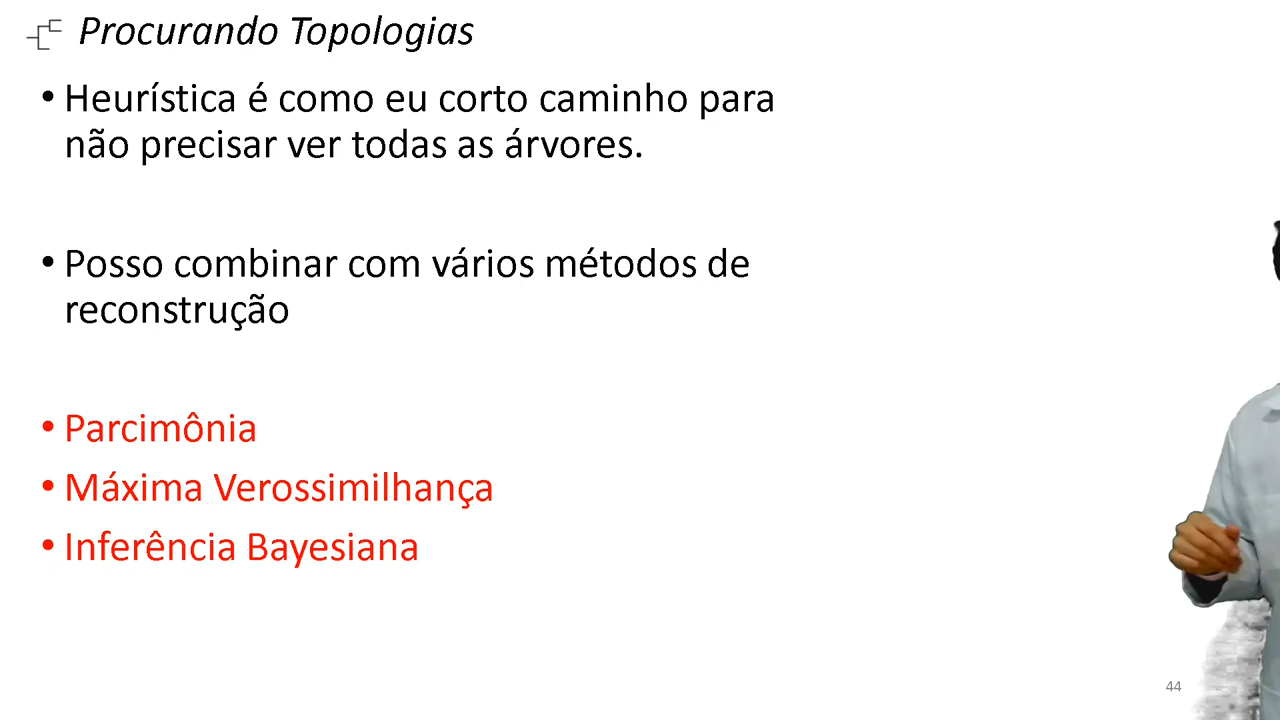 Procurando Topologias
• Heurística é como eu corto caminho para
não precisar ver todas as árvores.
• Posso combinar com vários métodos de
reconstrução
• Parcimônia
• Máxima Verossimilhança
• Inferência Bayesiana
44